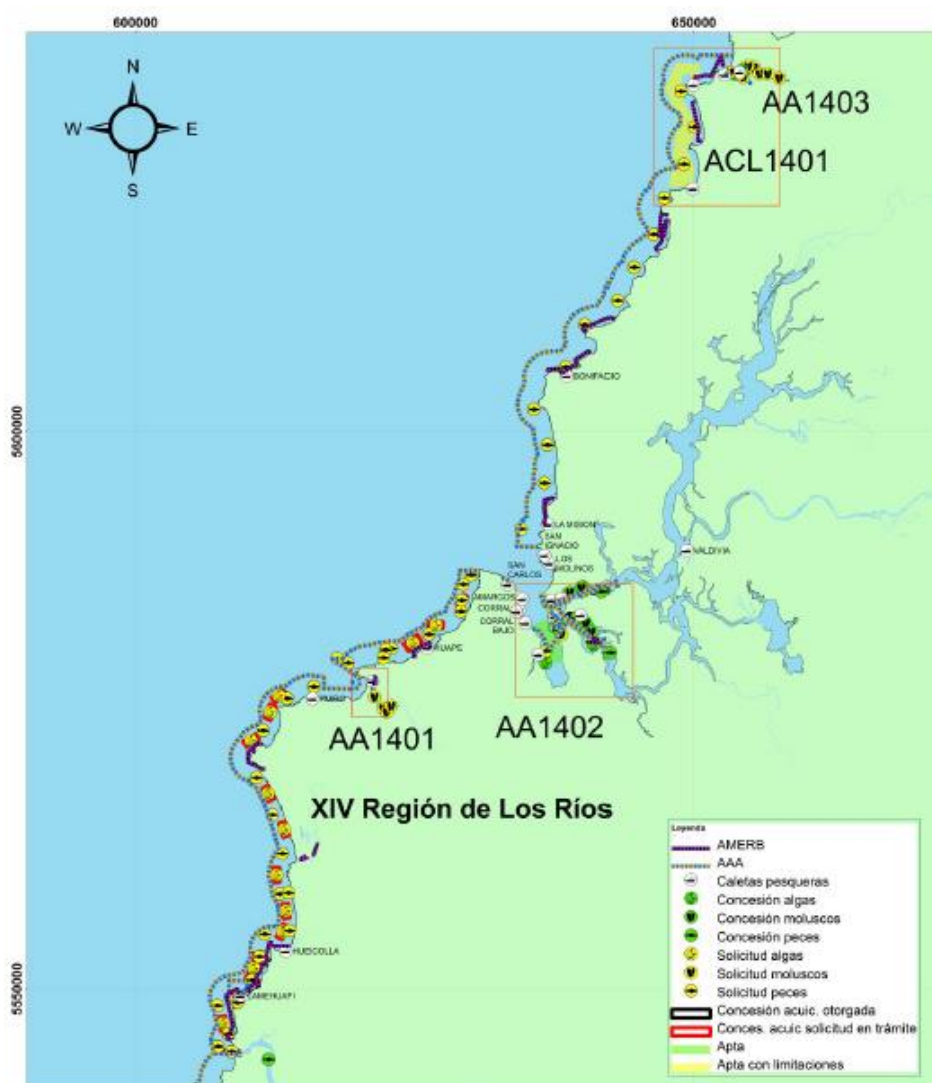 600000
650000
N
W
E
S
AA1403
ACL1401
BONIFACIO
5600000
LA MISION
SAN
IGNACIO
LOS
MOLINOS
VALDIVIA
SAN
CARLOS
AMARGOS
CORRAL
CORRAL
BAJO
HUAPE
AA1401
AA1402
XIV Región de Los Ríos
Leyenda
AMERB
AAA
Caletas pesqueras
Concesión algas
Concesión moluscos
Concesión peces
Solicitud algas
Solicitud moluscos
Solicitud peces
Concesión acuic. otorgada
Conces. acuic solicitud en trámite
Apta
Apta con limitaciones
HUEICOLLA
LAMEHUAPI
5550000